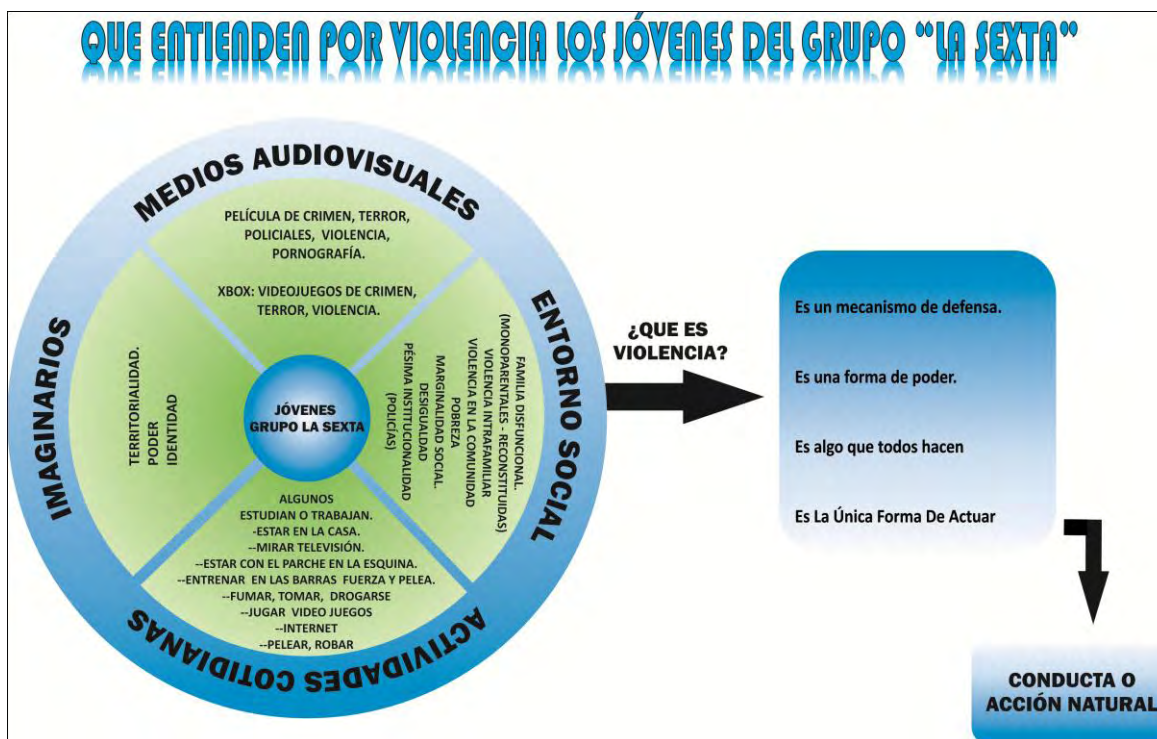 QUE ENTIENDEN POR VIOLENCIA LOS JÓVENES DEL GRUPO "LA SEXTA"
MEDIOS AUDIOVISUALES
PELÍCULA DE CRIMEN, TERROR,
POLICIALES, VIOLENCIA,
PORNOGRAFÍA.
XBOX: VIDEOJUEGOS DE CRIMEN,
TERROR, VIOLENCIA.
IMAGINARIOS
TERRITORIALIDAD.
PODER
IDENTIDAD
JÓVENES
GRUPO LA SEXTA
ENTORNO SOCIAL
FAMILIA DISFUNCIONAL.
(MONOPARENTALES - RECONSTITUIDAS)
VIOLENCIA INTRAFAMILIAR
VIOLENCIA EN LA COMUNIDAD
POBREZA
MARGINALIDAD SOCIAL.
DESIGUALDAD
PÉSIMA INSTITUCIONALIDAD
(POLICÍAS)
ALGUNOS
ESTUDIAN O TRABAJAN.
-ESTAR EN LA CASA.
--MIRAR TELEVISIÓN.
--ESTAR CON EL PARCHE EN LA ESQUINA.
--ENTRENAR EN LAS BARRAS FUERZA Y PELEA.
--FUMAR, TOMAR, DROGARSE
--JUGAR VIDEO JUEGOS
--INTERNET
--PELEAR, ROBAR
ACTIVIDADES COTIDIANAS
¿QUE ES
VIOLENCIA?
Es un mecanismo de defensa.
Es una forma de poder.
Es algo que todos hacen
Es La Única Forma De Actuar
CONDUCTA O
ACCIÓN NATURAL